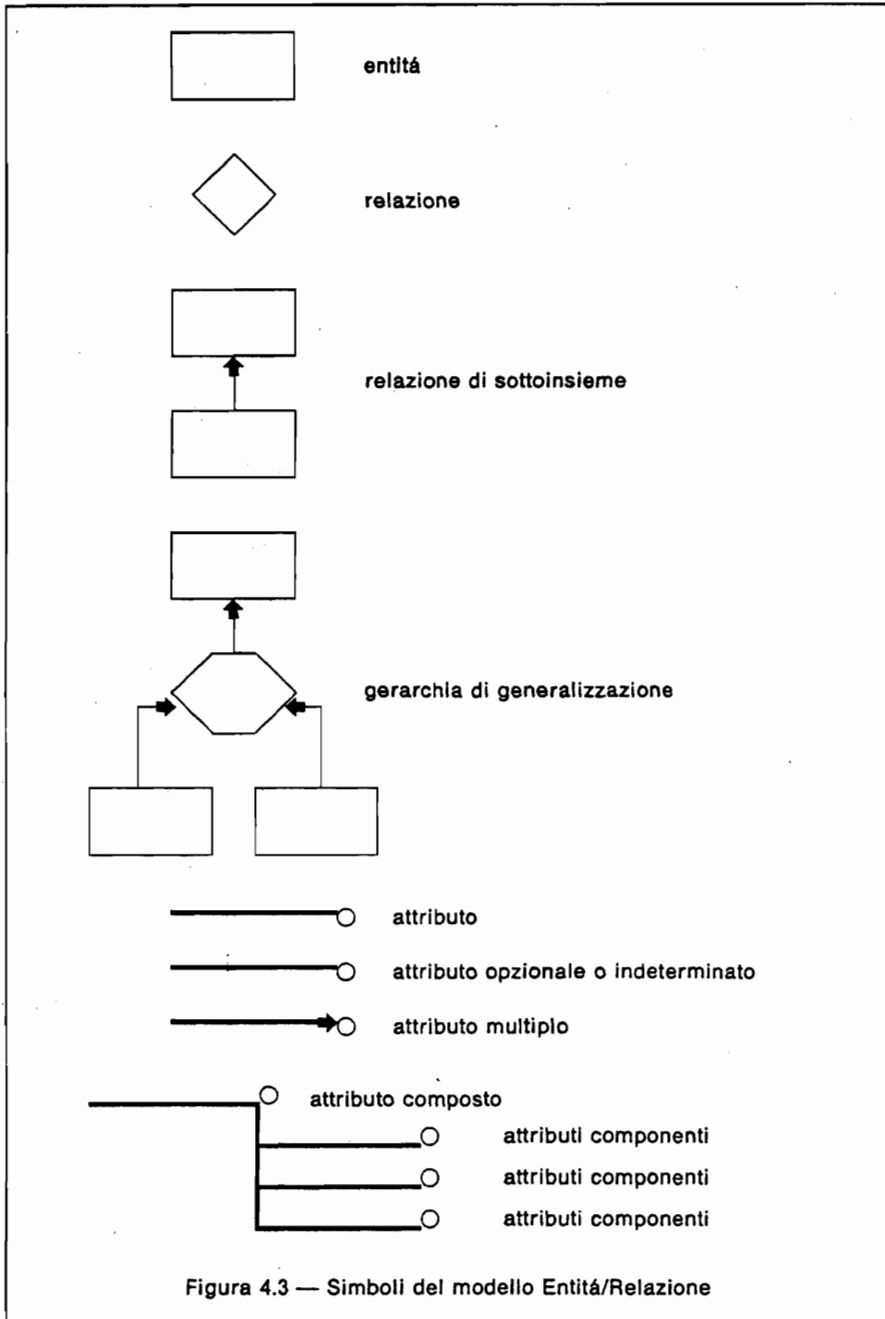 entitá
relazione
relazione di sottoinsieme
gerarchia di generalizzazione
attributo
attributo opzionale o indeterminato
attributo multiplo
attributo composto
attributi componenti
attributi componenti
attributi componenti
Figura 4.3 — Simboli del modello Entitá/Relazione